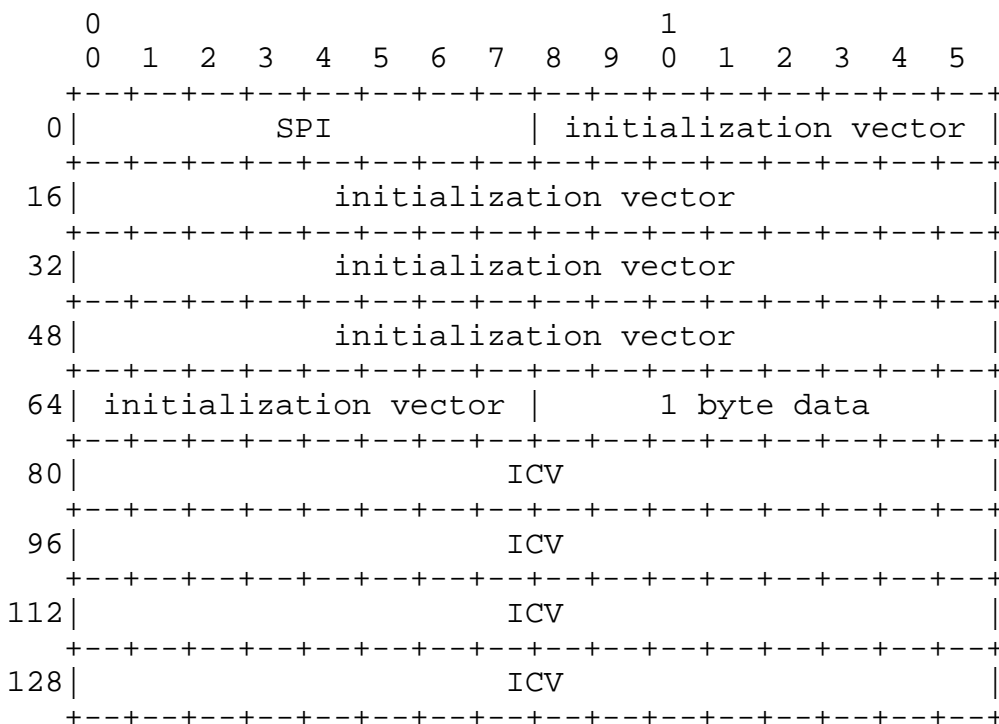 0                   1
0 1 2 3 4 5 6 7 8 9 0 1 2 3 4 5
+--+--+--+--+--+--+--+--+--+--+--+--+--+--+--+--+
0| SPI | initialization vector |
+--+--+--+--+--+--+--+--+--+--+--+--+--+--+--+--+
16| initialization vector |
+--+--+--+--+--+--+--+--+--+--+--+--+--+--+--+--+
32| initialization vector |
+--+--+--+--+--+--+--+--+--+--+--+--+--+--+--+--+
48| initialization vector |
+--+--+--+--+--+--+--+--+--+--+--+--+--+--+--+--+
64| initialization vector | 1 byte data |
+--+--+--+--+--+--+--+--+--+--+--+--+--+--+--+--+
80| ICV |
+--+--+--+--+--+--+--+--+--+--+--+--+--+--+--+--+
96| ICV |
+--+--+--+--+--+--+--+--+--+--+--+--+--+--+--+--+
112| ICV |
+--+--+--+--+--+--+--+--+--+--+--+--+--+--+--+--+
128| ICV |
+--+--+--+--+--+--+--+--+--+--+--+--+--+--+--+--+